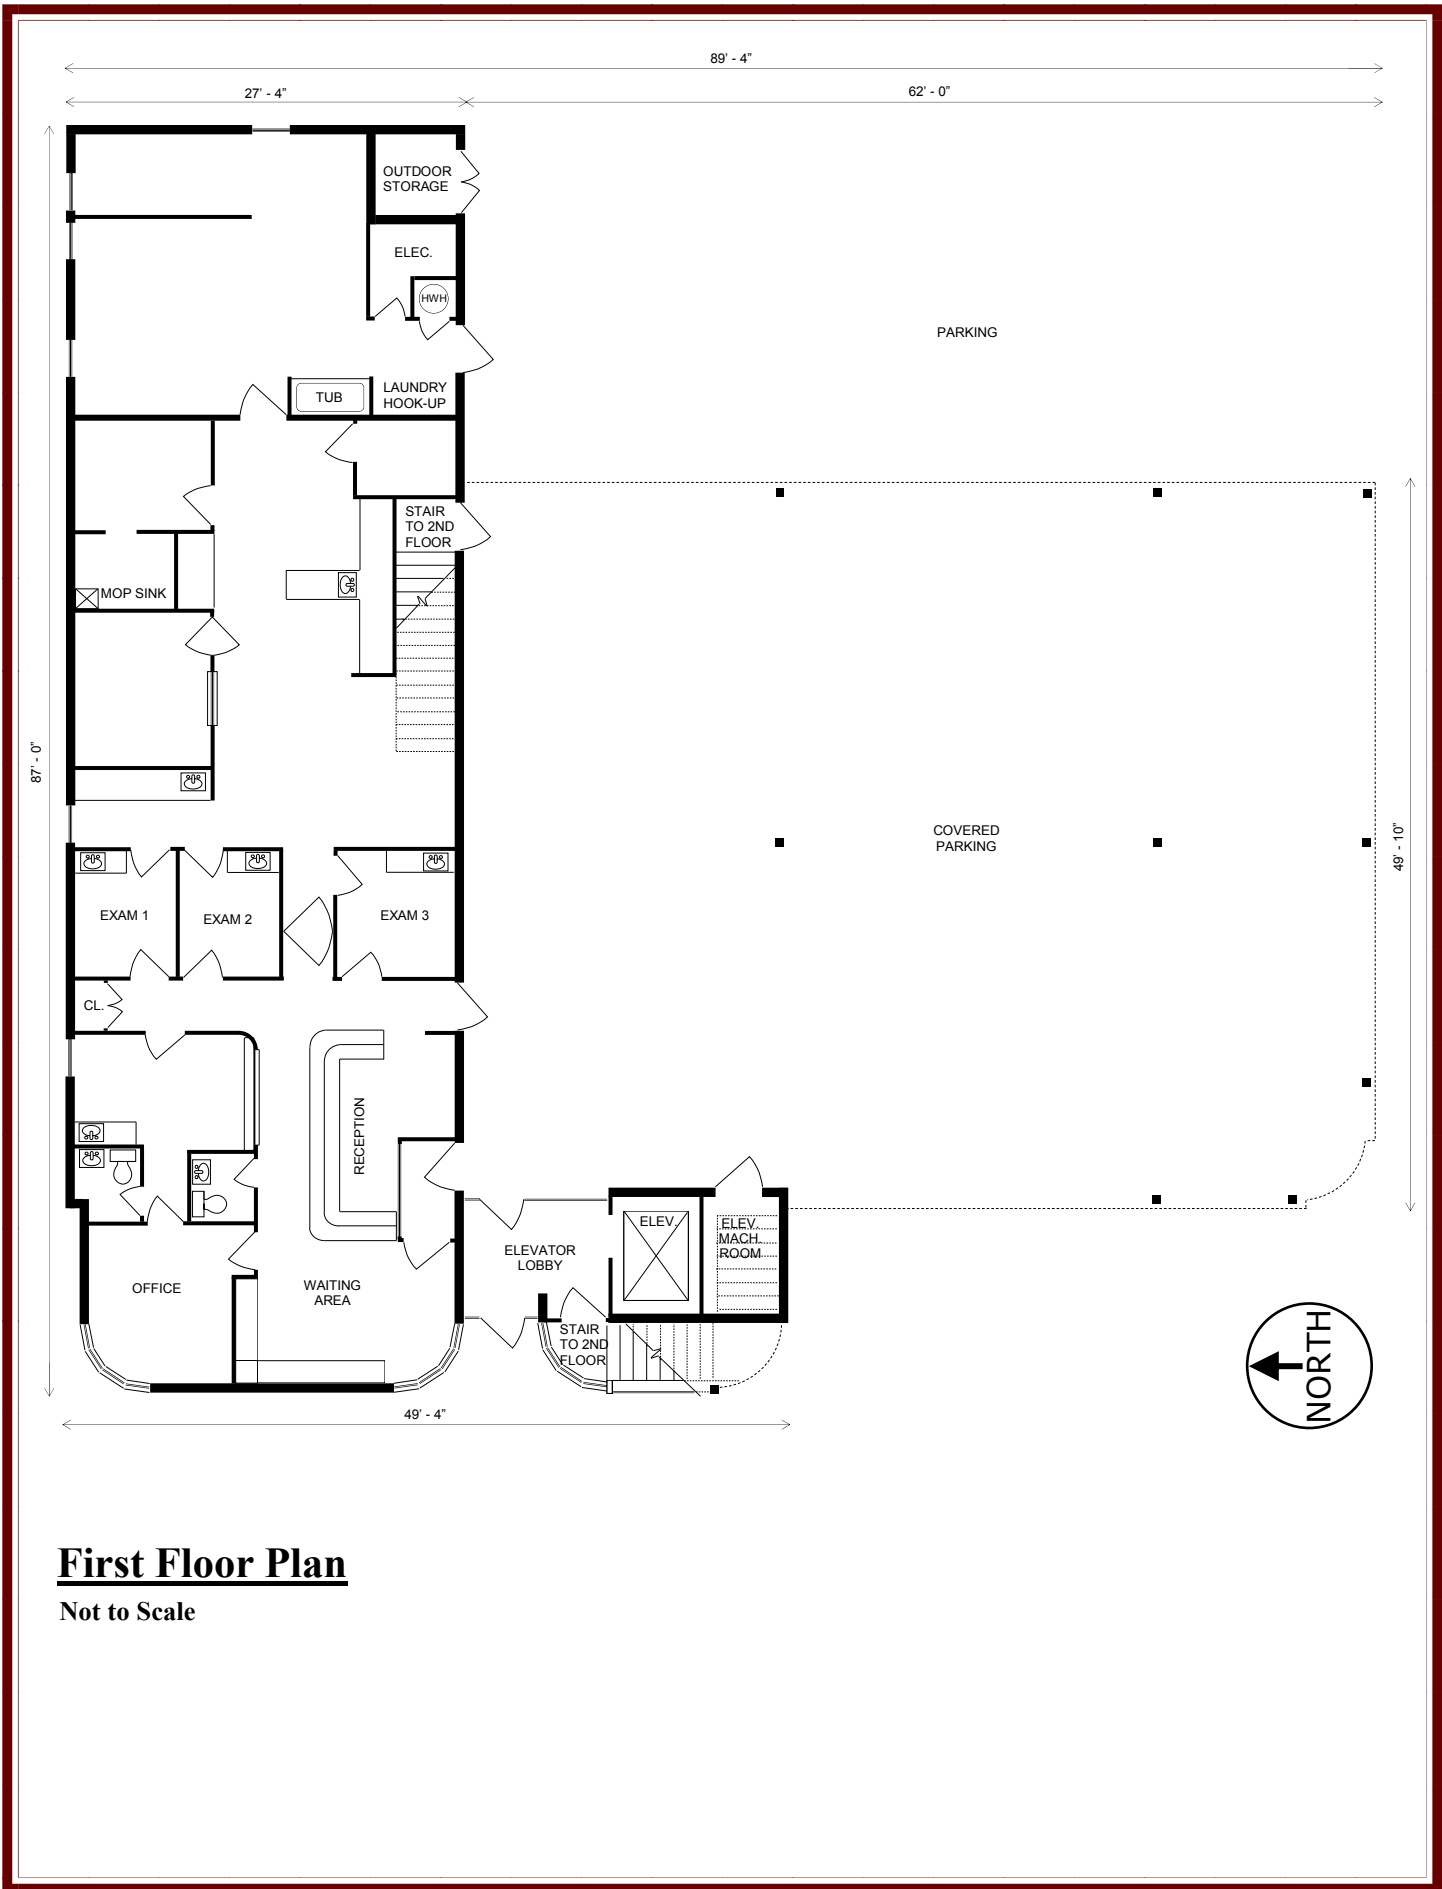 89' - 4"
27' - 4"
62' - 0"
OUTDOOR
STORAGE
ELEC.
HWH
PARKING
LAUNDRY
HOOK-UP
TUB
STAIR
TO 2ND
FLOOR
MOP SINK
87' - 0"
COVERED
PARKING
49' - 10"
EXAM 1
EXAM 2
EXAM 3
CL.
RECEPTION
ELEV.
ELEV.
MACH.
ROOM
ELEVATOR
LOBBY
OFFICE
WAITING
AREA
STAIR
TO 2ND
FLOOR
NORTH
49' - 4"
First Floor Plan
Not to Scale